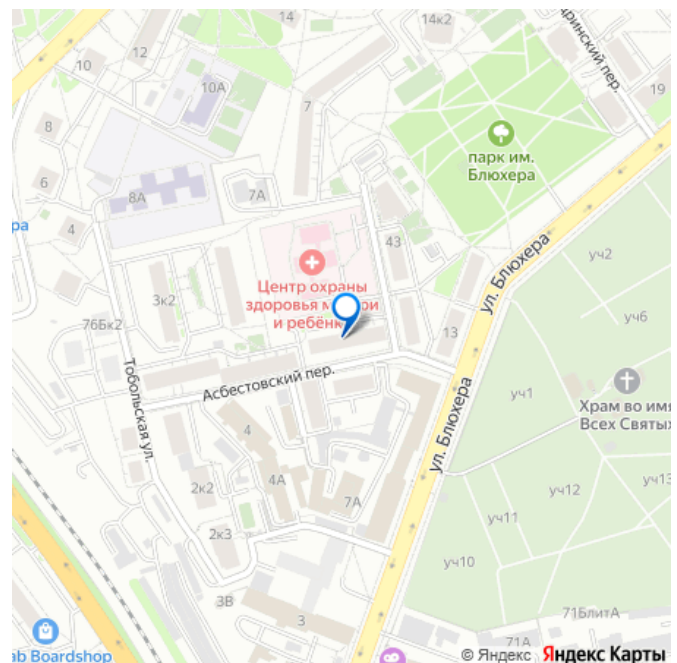 14
14к2
12
10
10А
7
аринский пер.
19
8
парк им.
Блюхера
6
8А
7А
4
ра
43
уч2
ул. Блюхера
Центр охраны
здоровья м ри
и ребёнк
3к2
76Бк2
13
уч6
Асбестовский пер.
Тобольская ул.
уч1
Храм во имя
Всех Святых
ул. Блюхера
4
4А
2к2
7А
уч12
уч13
уч11
2к3
уч10
3В
3
71БлитА
71А
ab Boardshop
© Яндекс Яндекс Карты